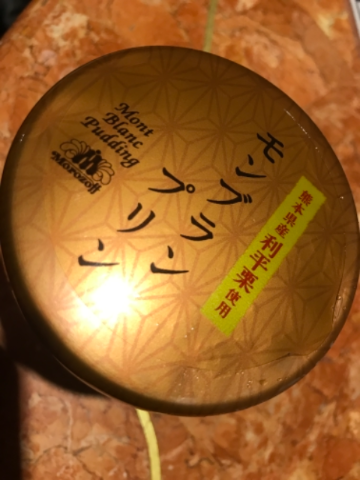 モンブラン
プリン
Mont
Blanc
Pudding
Morozoff
熊本県産利平栗使用